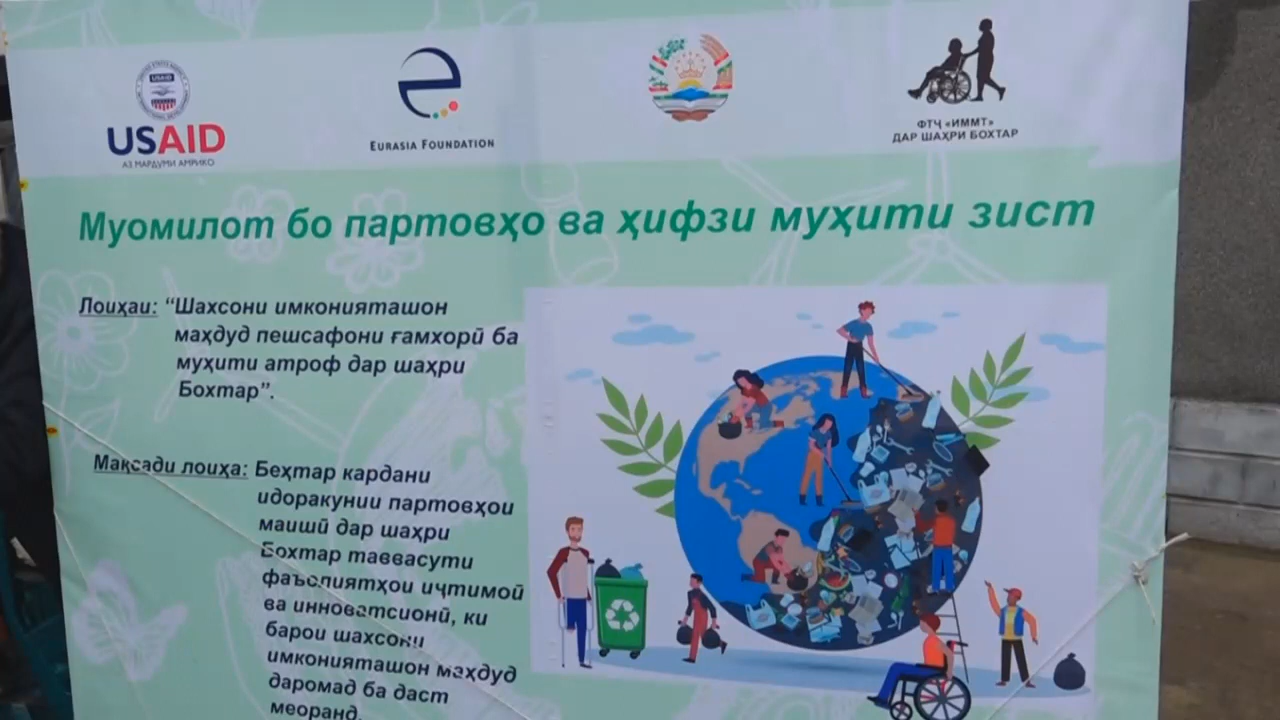 USAID
USAID
АЗ МАРДУМИ АМРИКО
EURASIA FOUNDATION
ФТҶ «ИММТ»
ДАР ШАҲРИ БОХТАР
Муомилот бо партовҳо ва ҳифзи муҳити зист
Лоиҳаи: “Шахсони имконияташон
маҳдуд пешсафони ғамхорӣ ба
муҳити атроф дар шаҳри
Бохтар”.
Мақсади лоиҳа: Беҳтар кардани
идоракунии партовҳои
маишӣ дар шаҳри
Бохтар таввасути
фаъолиятҳои иҷтимоӣ
ва инноватсионӣ, ки
барои шахсони
имконияташон маҳдуд
даромад ба даст
меоранд.